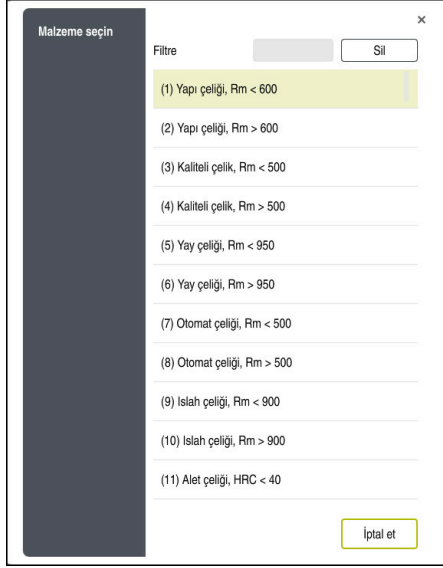 Malzeme seçin
×
Filtre
Sil
(1) Yapı çeliği, Rm < 600
(2) Yapı çeliği, Rm > 600
(3) Kaliteli çelik, Rm < 500
(4) Kaliteli çelik, Rm > 500
(5) Yay çeliği, Rm < 950
(6) Yay çeliği, Rm > 950
(7) Otomat çeliği, Rm < 500
(8) Otomat çeliği, Rm > 500
(9) Islah çeliği, Rm < 900
(10) Islah çeliği, Rm > 900
(11) Alet çeliği, HRC < 40
İptal et